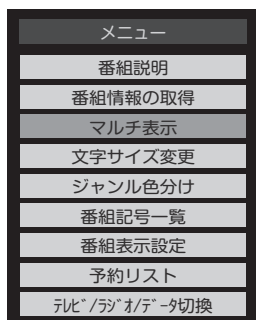 メニュー
番組説明
番組情報の取得
マルチ表示
文字サイズ変更
ジャンル色分け
番組記号一覧
番組表示設定
予約リスト
ﾃﾚﾋﾞ/ﾗｼﾞｵ/ﾃﾞｰﾀ切換